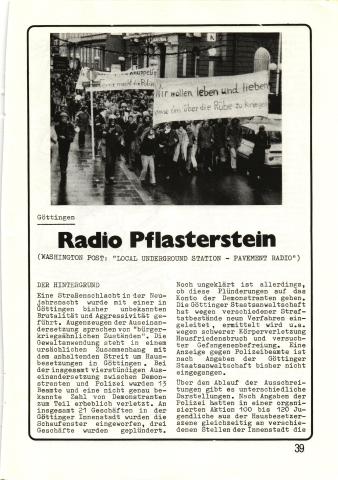 Wir wollen leben und lieben
ohne den über die Rübe zu kriegen
Göttingen
Radio Pflasterstein
(WASHINGTON POST: "LOCAL UNDERGROUND STATION - PAVEMENT RADIO")
DER HINTERGRUND
Eine Straßenschlacht in der Neu-
jahrsnacht wurde mit einer in
Göttingen bisher unbekannten
Brutalität und Aggressivität ge-
führt. Augenzeugen der Auseinan-
dersetzung sprachen von "bürger-
kriegsähnlichen Zuständen". Die
Gewaltanwendung steht in einem
ursächlichen Zusammenhang mit
dem anhaltenden Streit um Haus-
besetzungen in Göttingen. Bei
der insgesamt vierstündigen Aus-
einandersetzung zwischen Demon-
stranten und Polizei wurden 13
Beamte und eine nicht genau be-
kannte Zahl von Demonstranten
zum Teil erheblich verletzt. An
insgesamt 21 Geschäften in der
Göttinger Innenstadt wurden die
Schaufenster eingeworfen, drei
Geschäfte wurden geplündert.
Noch ungeklärt ist allerdings,
ob diese Plünderungen auf das
Konto der Demonstranten gehen.
Die Göttinger Staatsanwaltschaft
hat wegen verschiedener Straf-
tatbestände neun Verfahren ein-
geleitet, ermittelt wird u.a.
wegen schwerer Körperverletzung
Hausfriedensbruch und versuch-
ter Gefangenenbefreiung. Eine
Anzeige gegen Polizeibeamte ist
nach Angaben der Göttinger
Staatsanwaltschaft bisher nicht
eingegangen.
Über den Ablauf der Ausschrei-
tungen gibt es unterschiedliche
Darstellungen. Nach Angaben der
Polizei hatten in einer organi-
sierten Aktion 100 bis 120 Ju-
gendliche aus der Hausbesetzer-
szene gleichzeitig an verschie-
denen Stellen der Innenstadt die
39